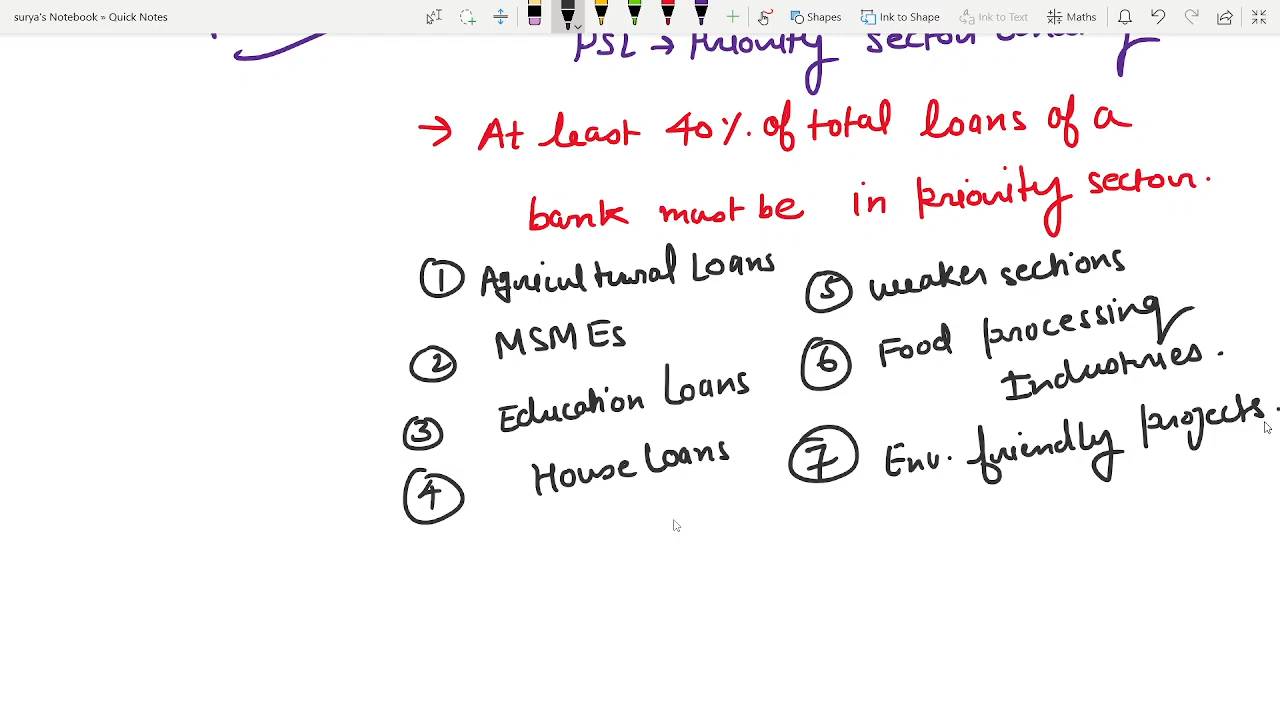 surya's Notebook » Quick Notes
Shapes
Ink to Shape
Ink to Text
Maths
PSL → Priority sector
→ At least 40% of total loans of a
bank must be in priority sector.
① Agricultural Loans
② MSMEs
③ Education Loans
④ House Loans
⑤ weaker sections
⑥ Food processing
Industries.
⑦ Env. friendly projects.